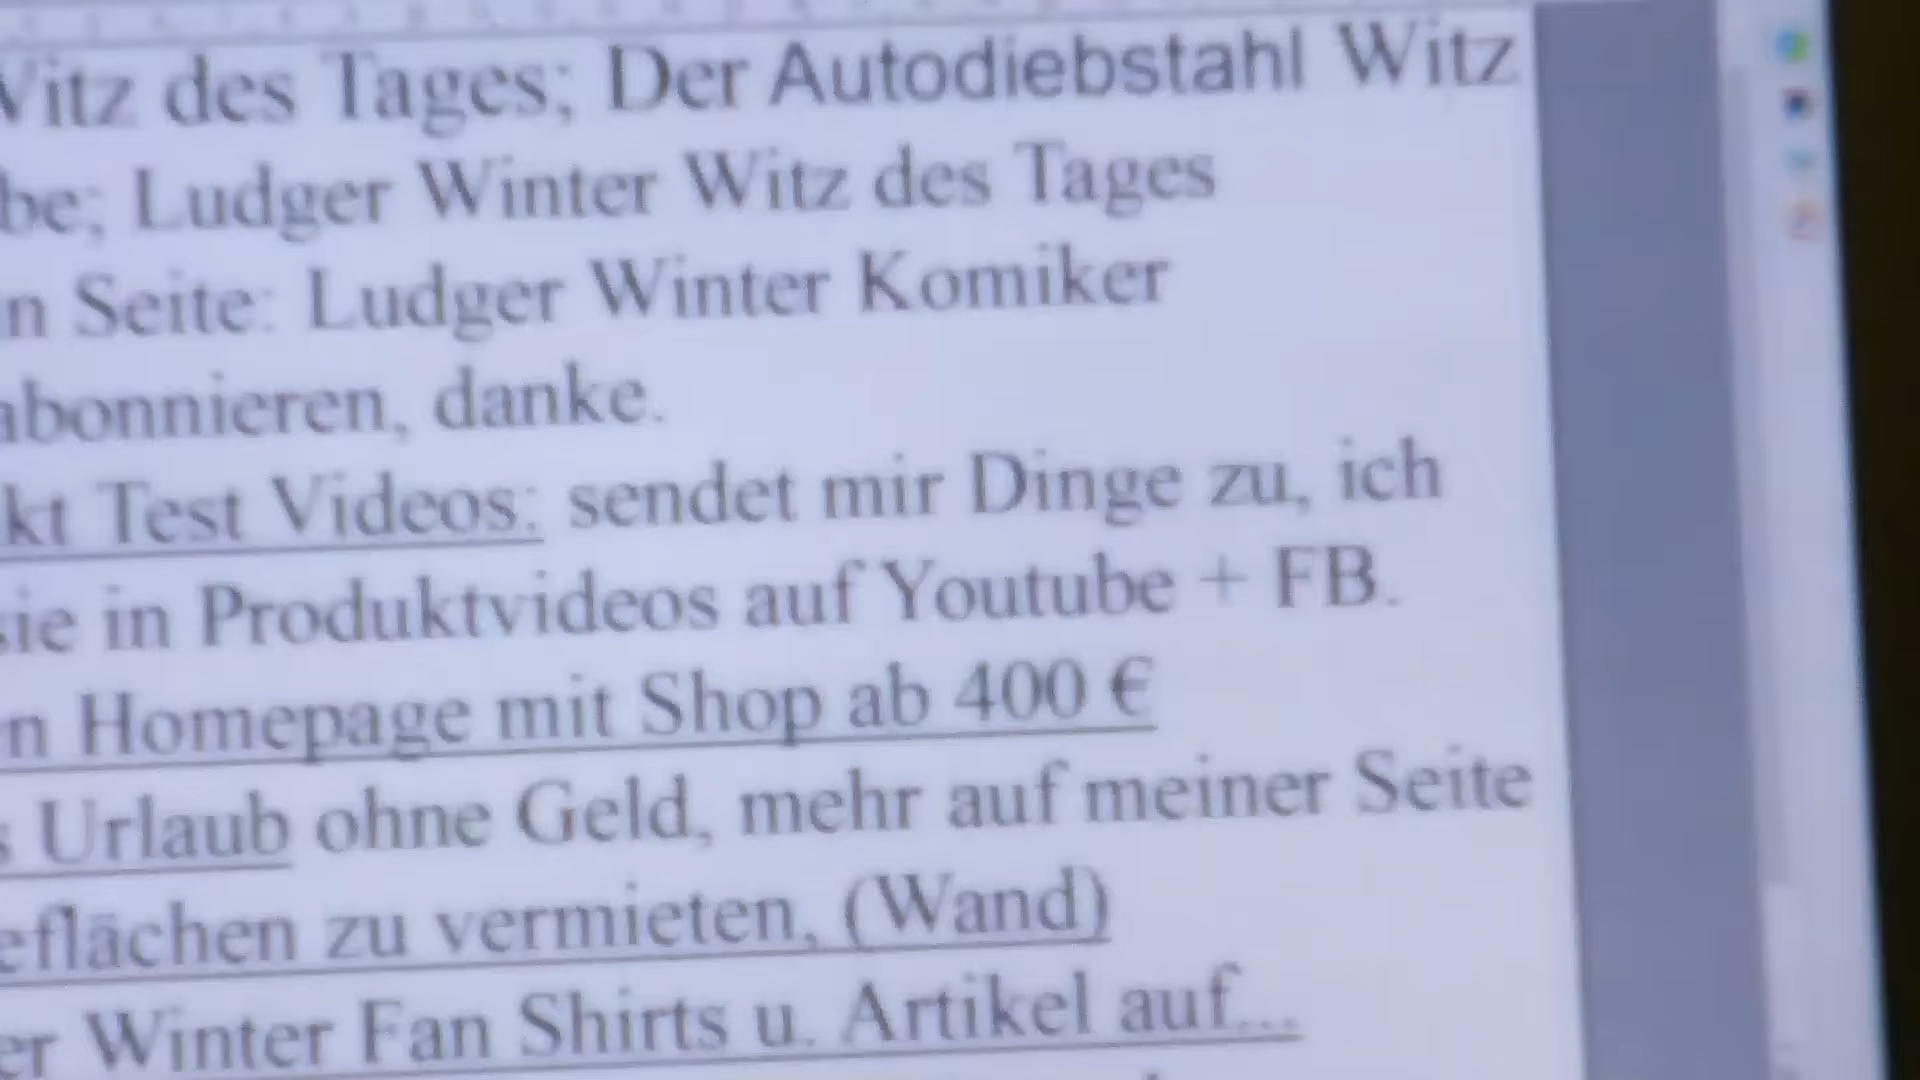 Witz des Tages; Der Autodiebstahl Witz
be; Ludger Winter Witz des Tages
n Seite: Ludger Winter Komiker
abonnieren, danke.
kt Test Videos: sendet mir Dinge zu, ich
sie in Produktvideos auf Youtube + FB.
n Homepage mit Shop ab 400 €
s Urlaub ohne Geld, mehr auf meiner Seite
eflächen zu vermieten, (Wand)
er Winter Fan Shirts u. Artikel auf...